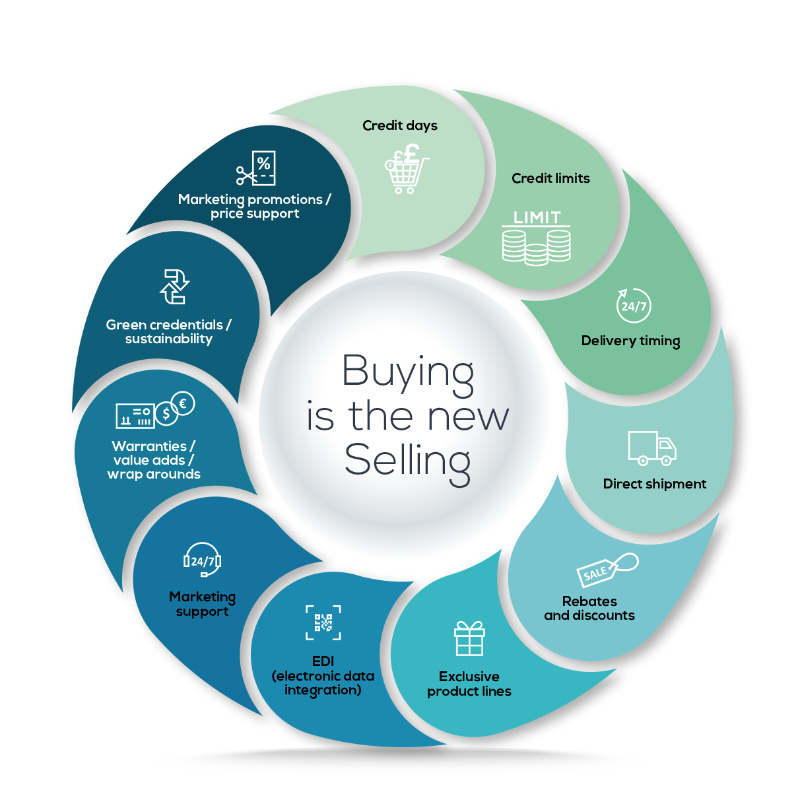 Buying
is the new
Selling
Credit days
£ £
Credit limits
LIMIT
24/7
Delivery timing
Direct shipment
SALE
Rebates
and discounts
Exclusive
product lines
EDI
(electronic data
integration)
24/7
Marketing
support
$ €
Warranties /
value adds /
wrap arounds
Green credentials /
sustainability
%
Marketing promotions /
price support